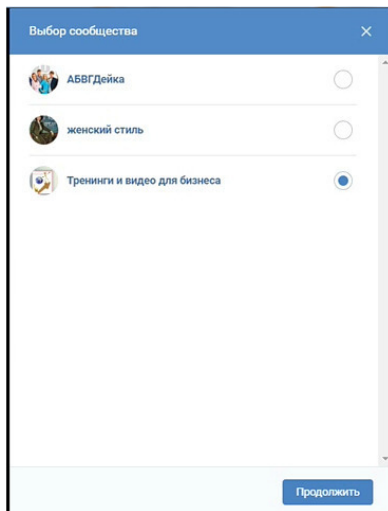 Выбор сообщества
АБВГДейка
женский стиль
Тренинги и видео для бизнеса
Продолжить